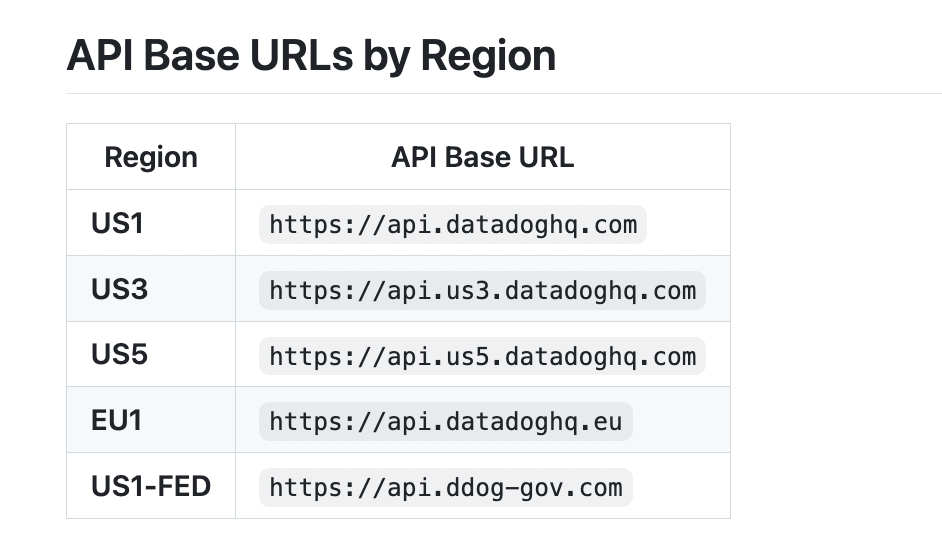 API Base URLs by Region
Region API Base URL
US1 https://api.datadoghq.com
US3 https://api.us3.datadoghq.com
US5 https://api.us5.datadoghq.com
EU1 https://api.datadoghq.eu
US1-FED https://api.ddog-gov.com